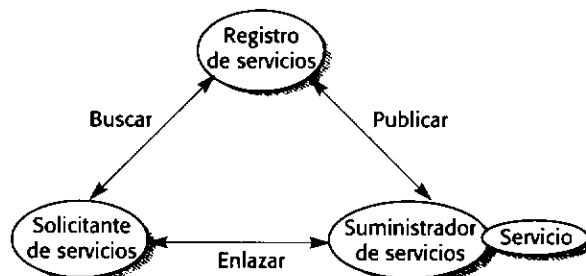 Registro
de servicios
Buscar
Publicar
Solicitante
de servicios
Enlazar
Suministrador
de servicios
Servicio